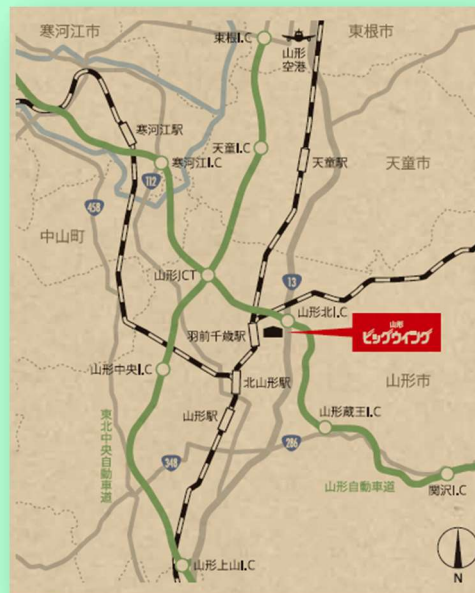 寒河江市
東根I.C
東根市
山形
空港
寒河江駅
天童I.C
天童駅
寒河江I.C
天童市
112
458
中山町
山形JCT
13
山形北I.C
山形
ビッグウイング
羽前千歳駅
山形中央I.C
北山形駅
山形市
山形駅
山形蔵王I.C
東北中央自動車道
286
348
山形自動車道
関沢I.C
山形上山I.C
N